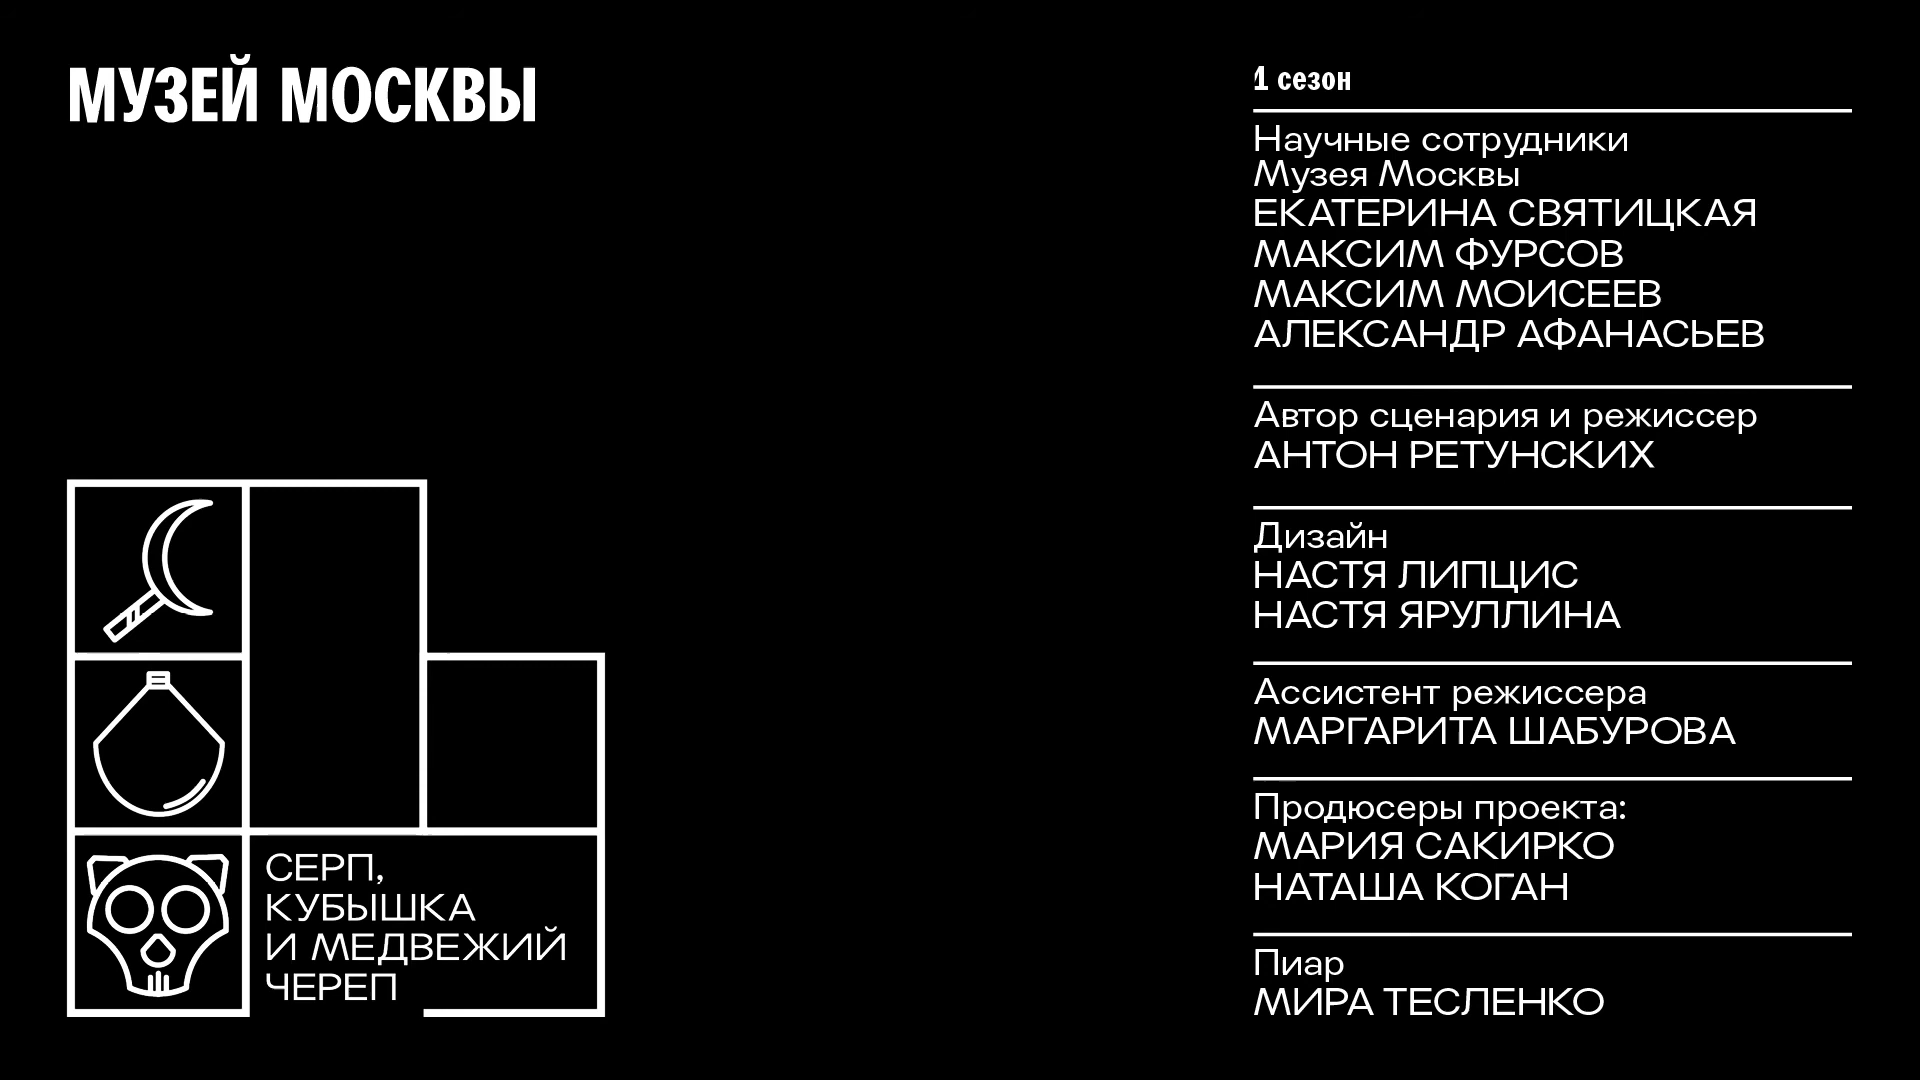 МУЗЕЙ МОСКВЫ
СЕРП,
КУБЫШКА
И МЕДВЕЖИЙ
ЧЕРЕП
1 сезон
Научные сотрудники
Музея Москвы
ЕКАТЕРИНА СВЯТИЦКАЯ
МАКСИМ ФУРСОВ
МАКСИМ МОИСЕЕВ
АЛЕКСАНДР АФАНАСЬЕВ
Автор сценария и режиссер
АНТОН РЕТУНСКИХ
Дизайн
НАСТЯ ЛИПЦИС
НАСТЯ ЯРУЛЛИНА
Ассистент режиссера
МАРГАРИТА ШАБУРОВА
Продюсеры проекта:
МАРИЯ САКИРКО
НАТАША КОГАН
Пиар
МИРА ТЕСЛЕНКО